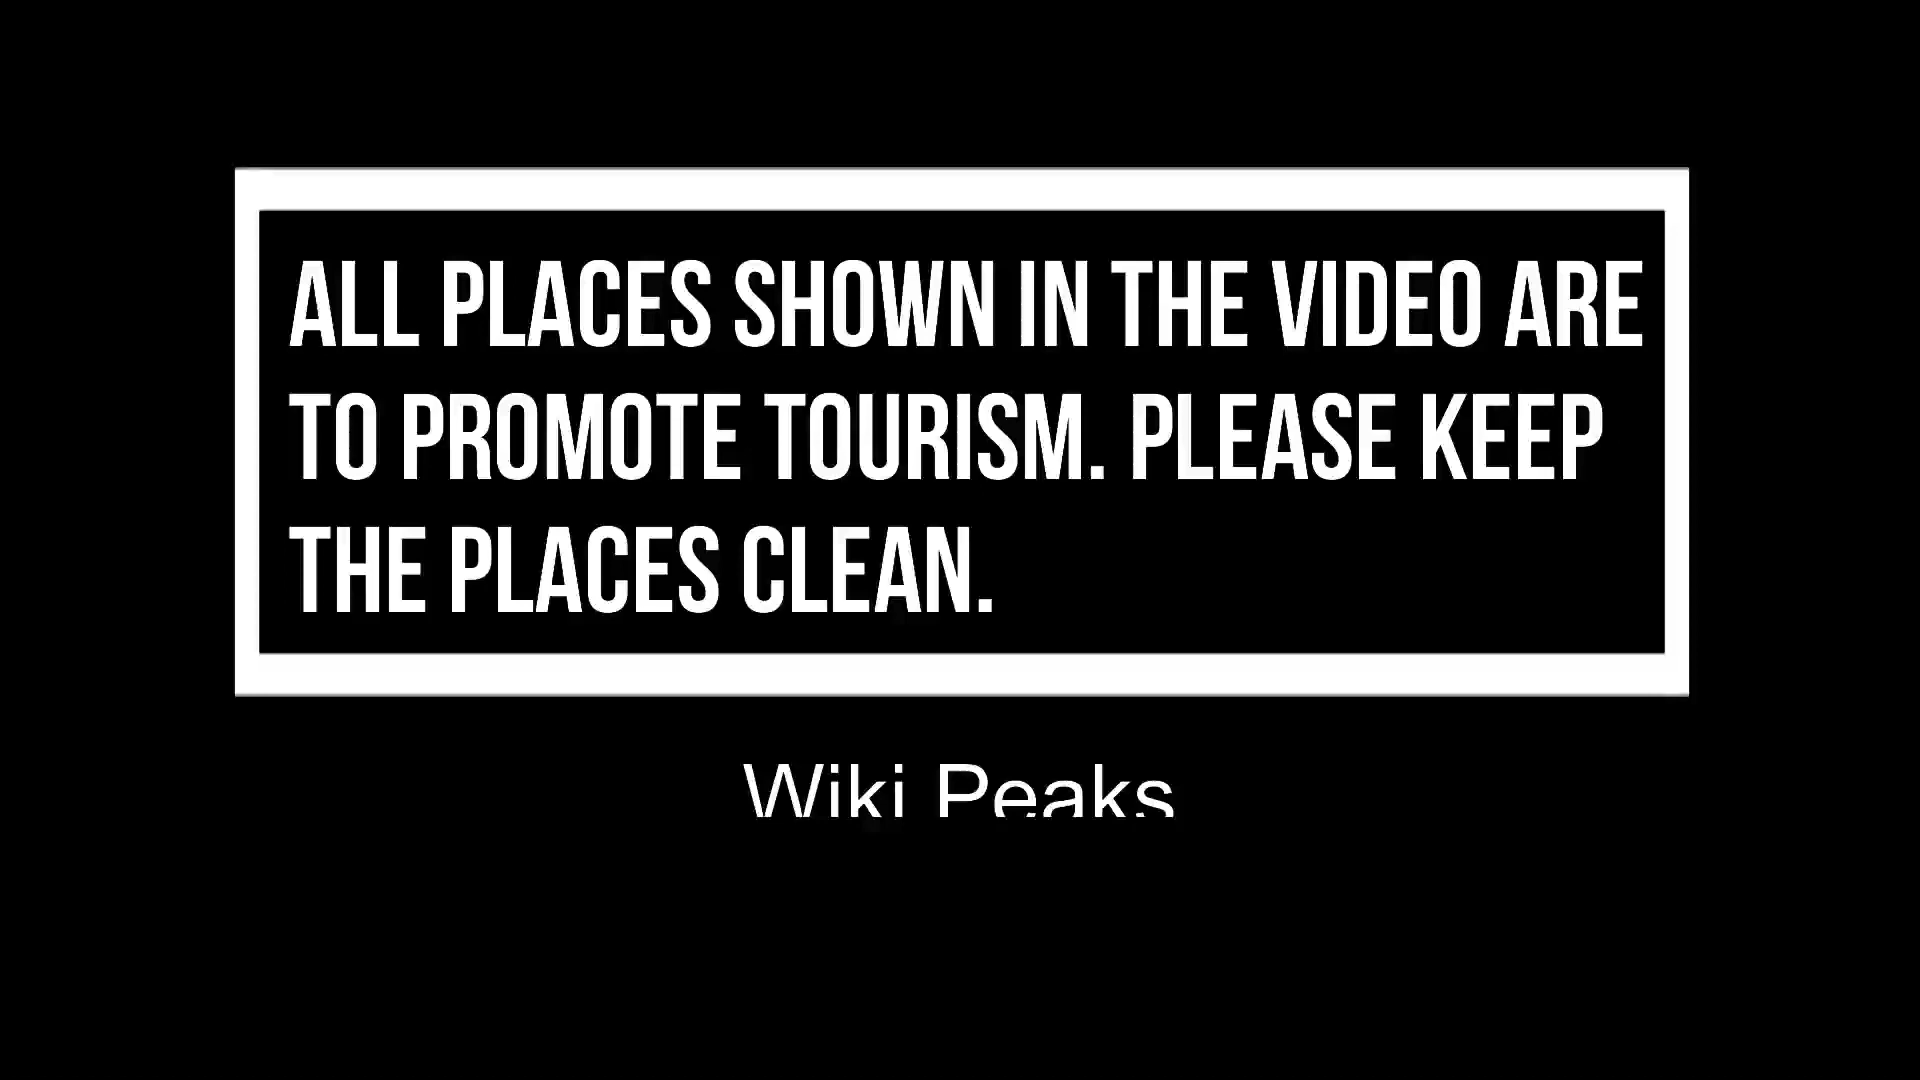 ALL PLACES SHOWN IN THE VIDEO ARE
TO PROMOTE TOURISM. PLEASE KEEP
THE PLACES CLEAN.
Wiki Peaks